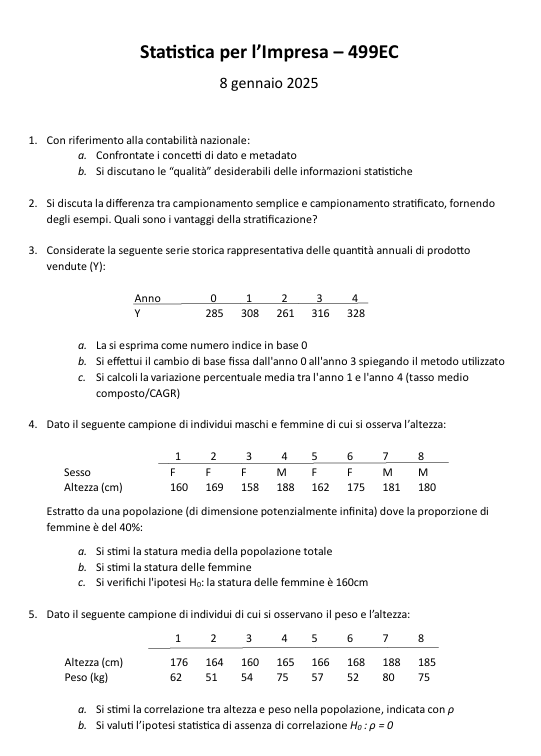 Statistica per l’Impresa – 499EC
8 gennaio 2025
1. Con riferimento alla contabilità nazionale:
a. Confrontate i concetti di dato e metadato
b. Si discutano le “qualità” desiderabili delle informazioni statistiche
2. Si discuta la differenza tra campionamento semplice e campionamento stratificato, fornendo
degli esempi. Quali sono i vantaggi della stratificazione?
3. Considerate la seguente serie storica rappresentativa delle quantità annuali di prodotto
vendute (Y):
Anno 0 1 2 3 4
Y 285 308 261 316 328
a. La si esprima come numero indice in base 0
b. Si effettui il cambio di base fissa dall'anno 0 all'anno 3 spiegando il metodo utilizzato
c. Si calcoli la variazione percentuale media tra l'anno 1 e l'anno 4 (tasso medio
composto/CAGR)
4. Dato il seguente campione di individui maschi e femmine di cui si osserva l’altezza:
1 2 3 4 5 6 7 8
Sesso F F F M F F M M
Altezza (cm) 160 169 158 188 162 175 181 180
Estratto da una popolazione (di dimensione potenzialmente infinita) dove la proporzione di
femmine è del 40%:
a. Si stimi la statura media della popolazione totale
b. Si stimi la statura delle femmine
c. Si verifichi l'ipotesi H₀: la statura delle femmine è 160cm
5. Dato il seguente campione di individui di cui si osservano il peso e l’altezza:
1 2 3 4 5 6 7 8
Altezza (cm) 176 164 160 165 166 168 188 185
Peso (kg) 62 51 54 75 57 52 80 75
a. Si stimi la correlazione tra altezza e peso nella popolazione, indicata con ρ
b. Si valuti l’ipotesi statistica di assenza di correlazione H₀ : ρ = 0